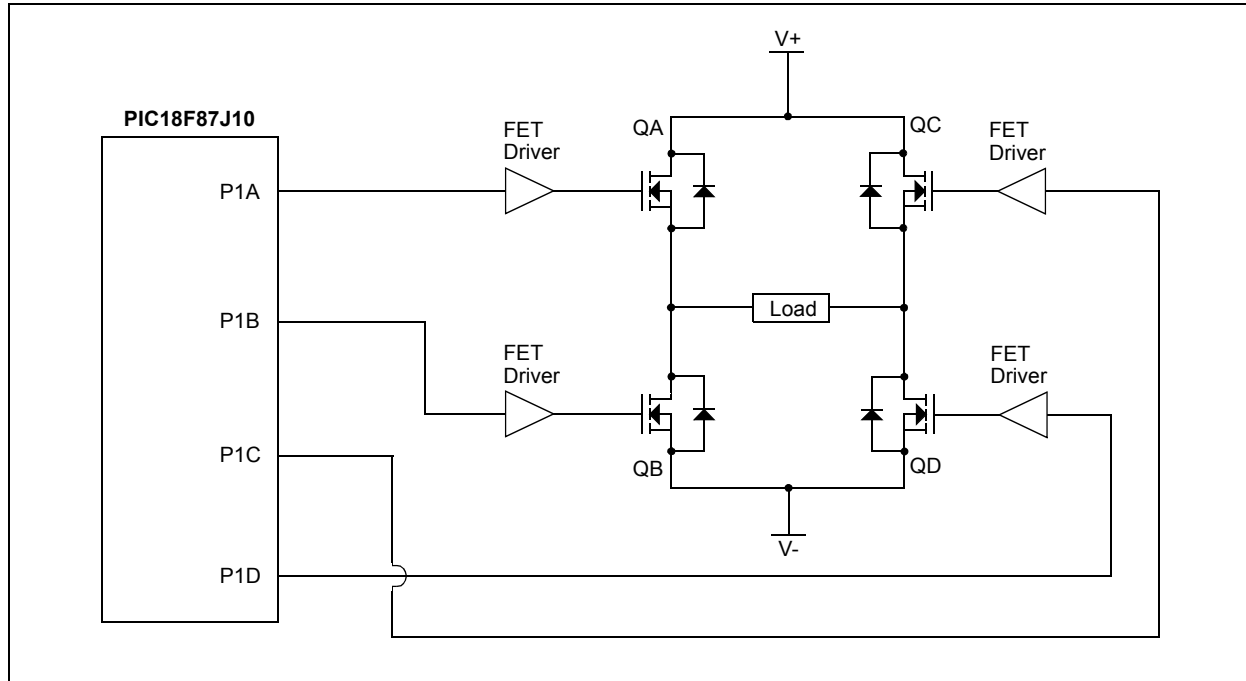 V+
PIC18F87J10
QA
QC
FET
Driver
FET
Driver
P1A
Load
P1B
FET
Driver
FET
Driver
P1C
QB
QD
V-
P1D